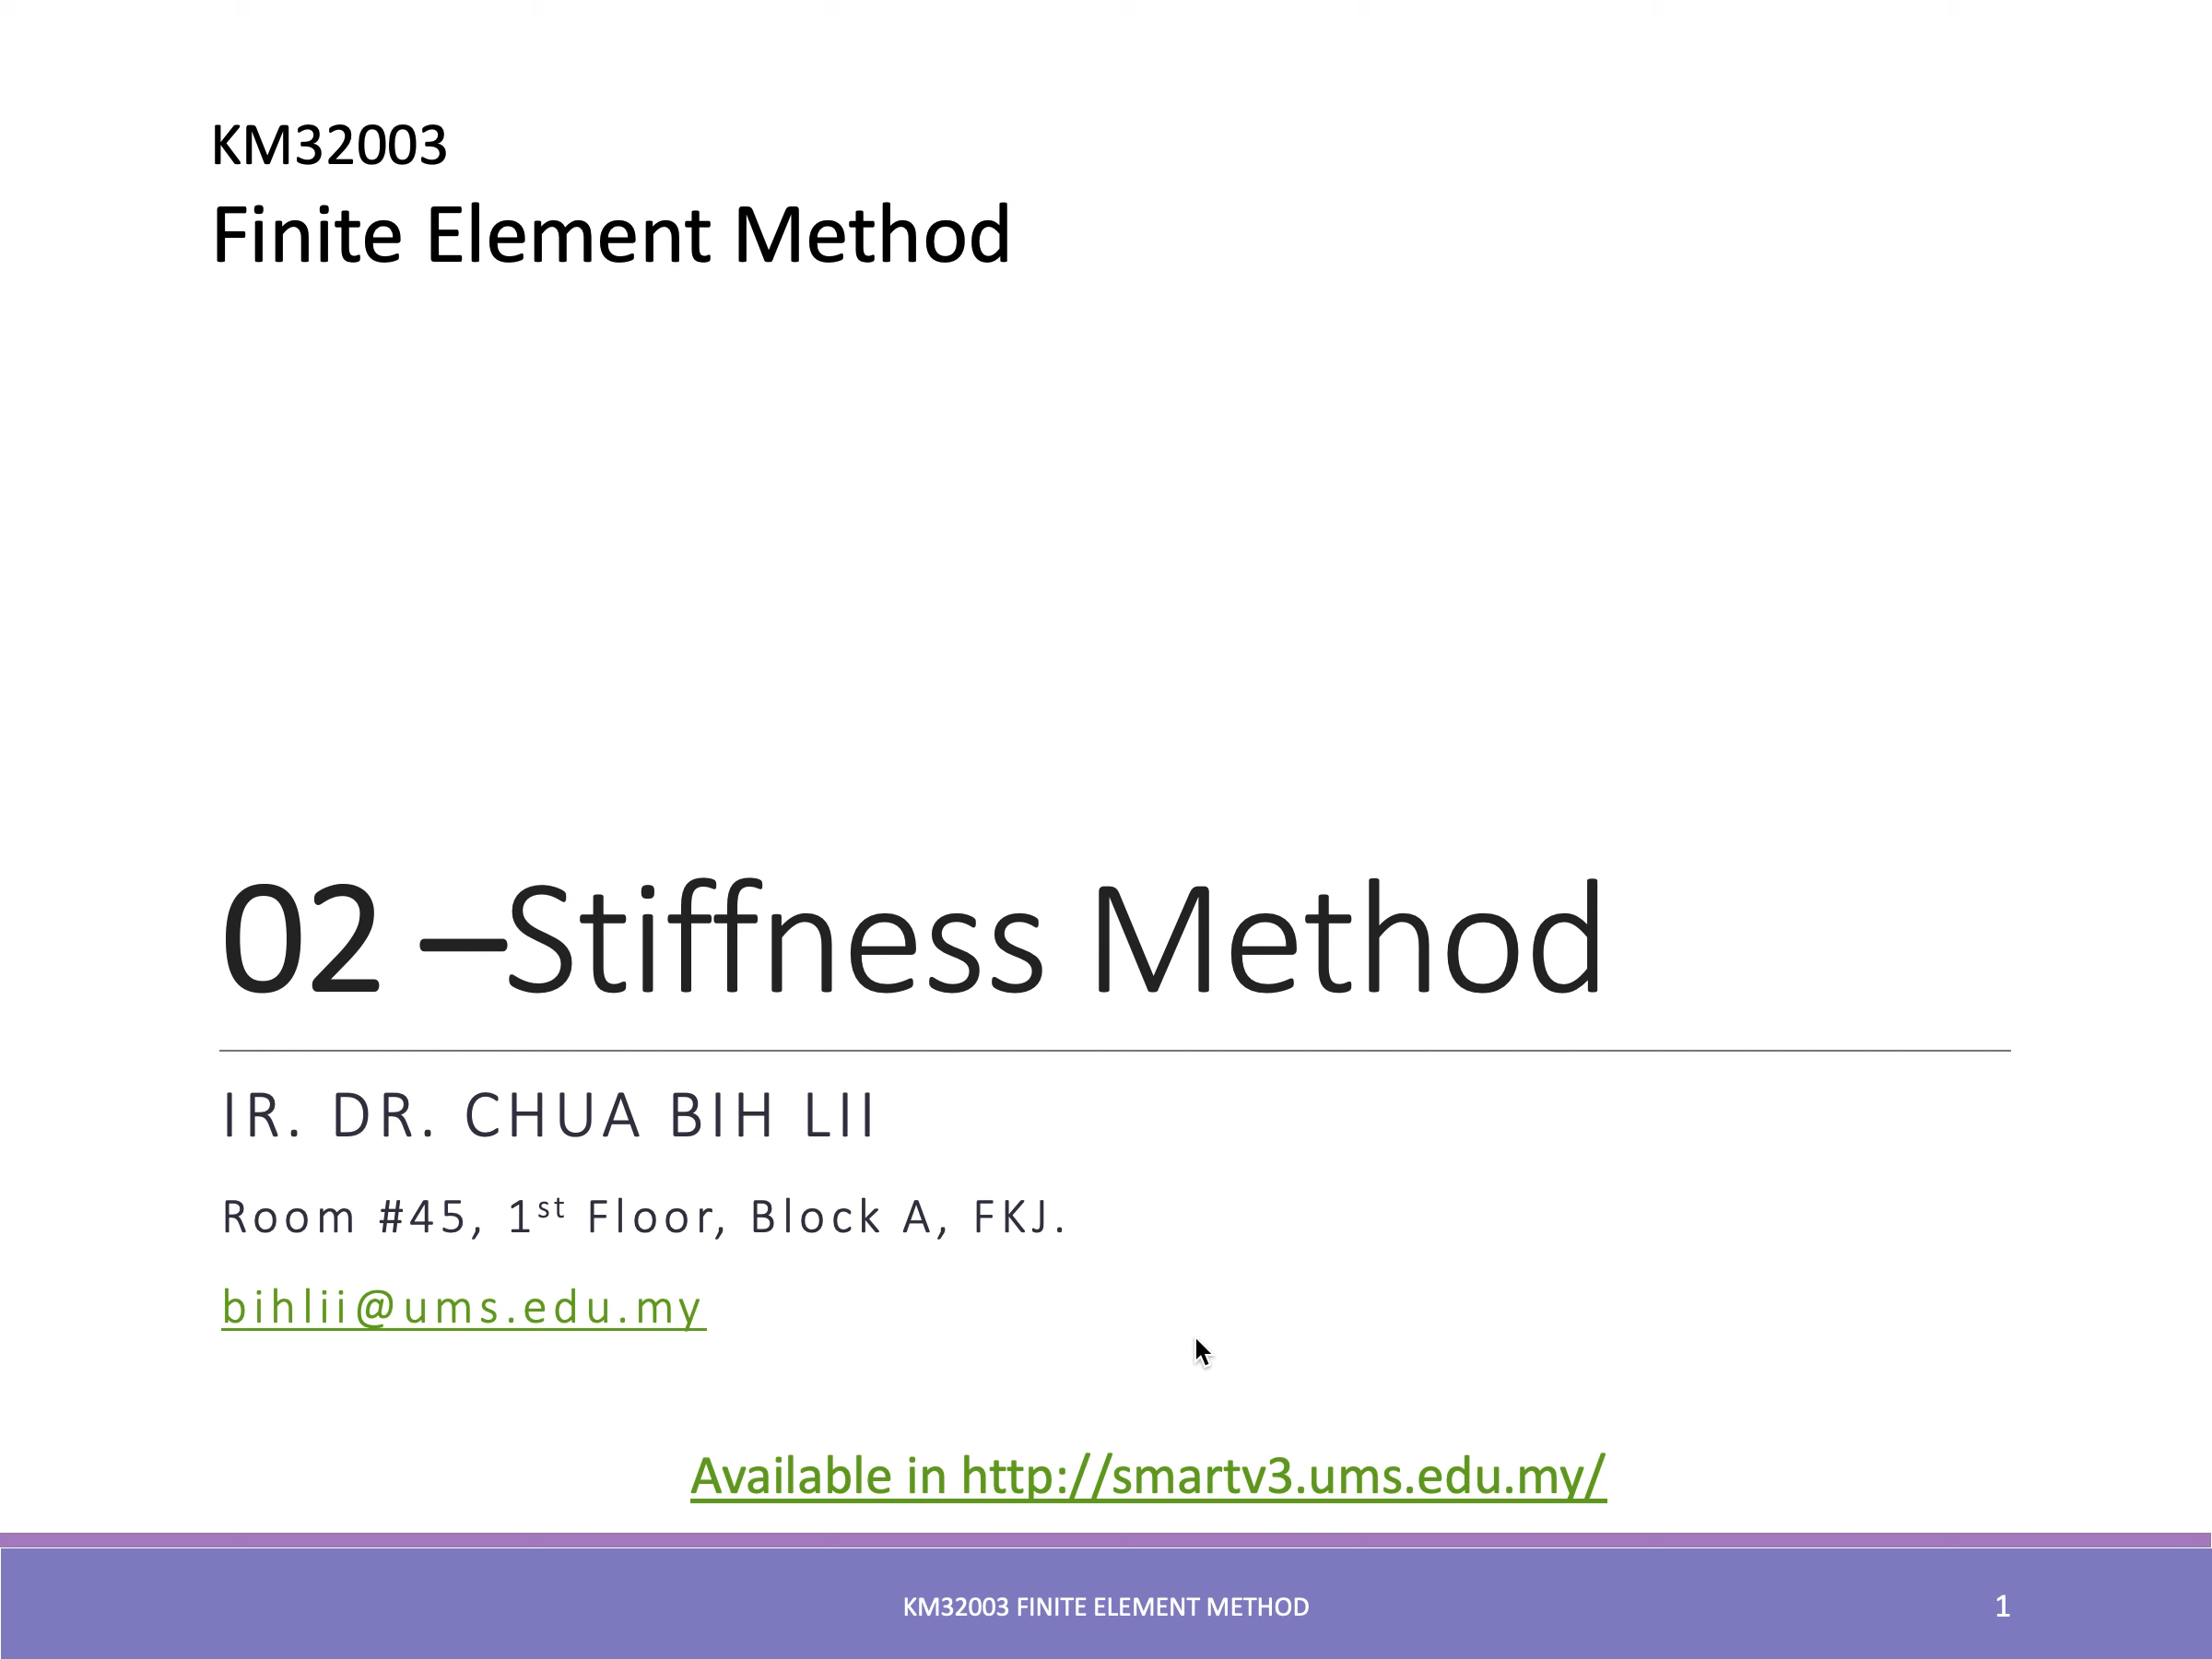 KM32003
Finite Element Method
02 –Stiffness Method
IR. DR. CHUA BIH LII
Room #45, 1st Floor, Block A, FKJ.
bihlii@ums.edu.my
Available in http://smartv3.ums.edu.my/
KM32003 FINITE ELEMENT METHOD
1